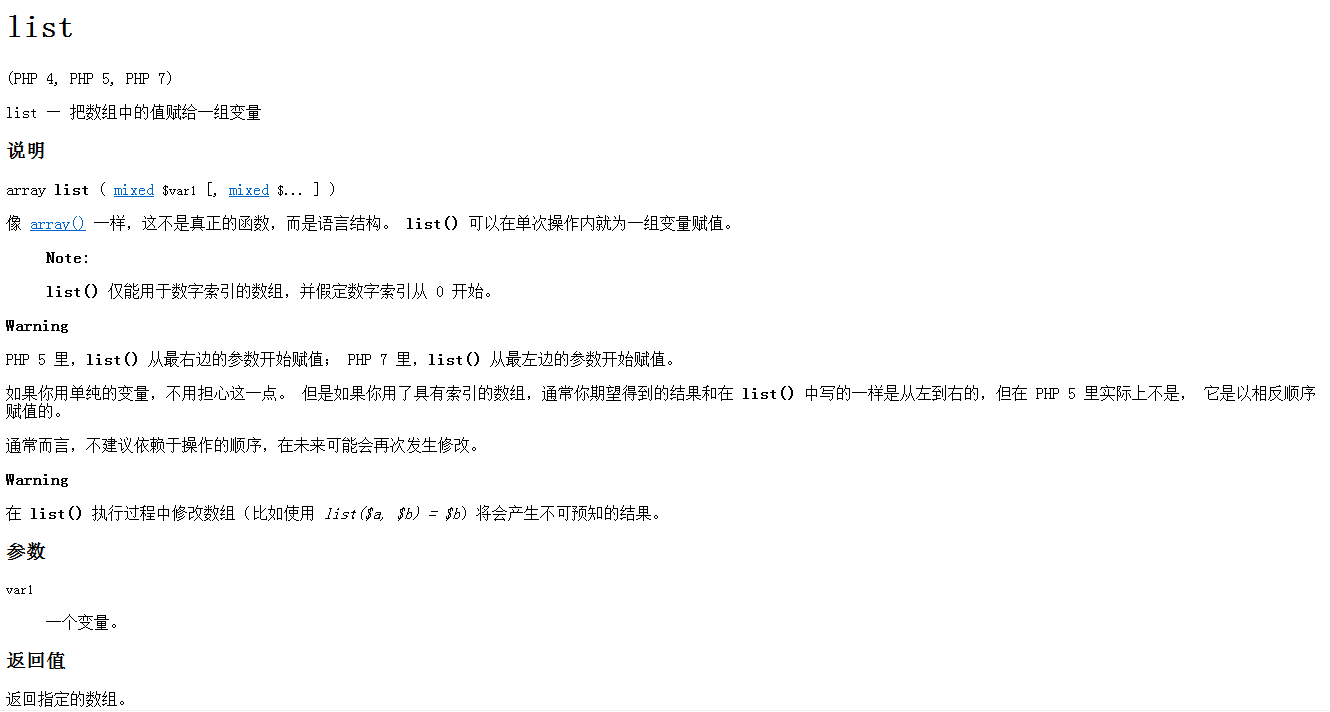 list
(PHP 4, PHP 5, PHP 7)
list — 把数组中的值赋给一组变量
说明
array list ( mixed $var1 [, mixed $... ] )
像 array() 一样，这不是真正的函数，而是语言结构。 list() 可以在单次操作内就为一组变量赋值。
Note:
list() 仅能用于数字索引的数组，并假定数字索引从 0 开始。
Warning
PHP 5 里，list() 从最右边的参数开始赋值； PHP 7 里，list() 从最左边的参数开始赋值。
如果你用单纯的变量，不用担心这一点。 但是如果你用了具有索引的数组，通常你期望得到的结果和在 list() 中写的一样是从左到右的，但在 PHP 5 里实际上不是， 它是以相反顺序
赋值的。
通常而言，不建议依赖于操作的顺序，在未来可能会再次发生修改。
Warning
在 list() 执行过程中修改数组（比如使用 list($a, $b) = $b）将会产生不可预知的结果。
参数
var1
一个变量。
返回值
返回指定的数组。